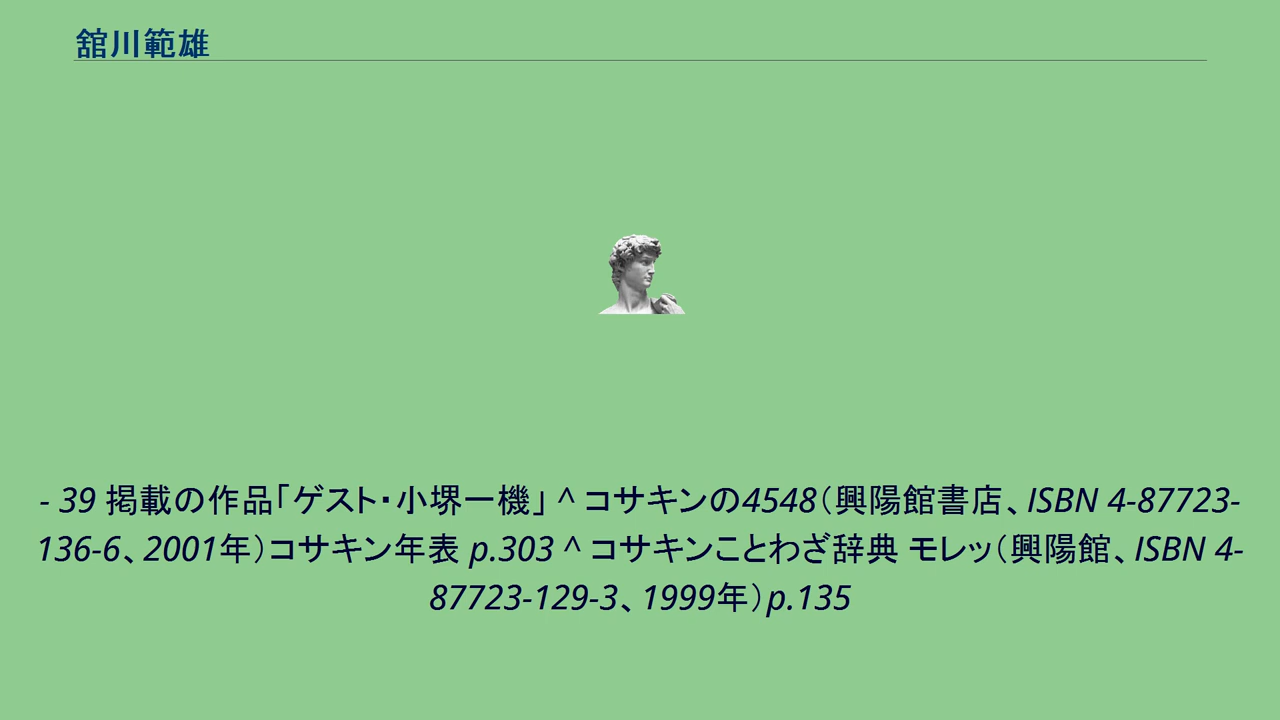 舘川範雄
- 39 掲載の作品「ゲスト・小堺一機」 ^ コサキンの4548（興陽館書店、ISBN 4-87723-
136-6、2001年）コサキン年表 p.303 ^ コサキンことわざ辞典 モレッ（興陽館、ISBN 4-
87723-129-3、1999年）p.135